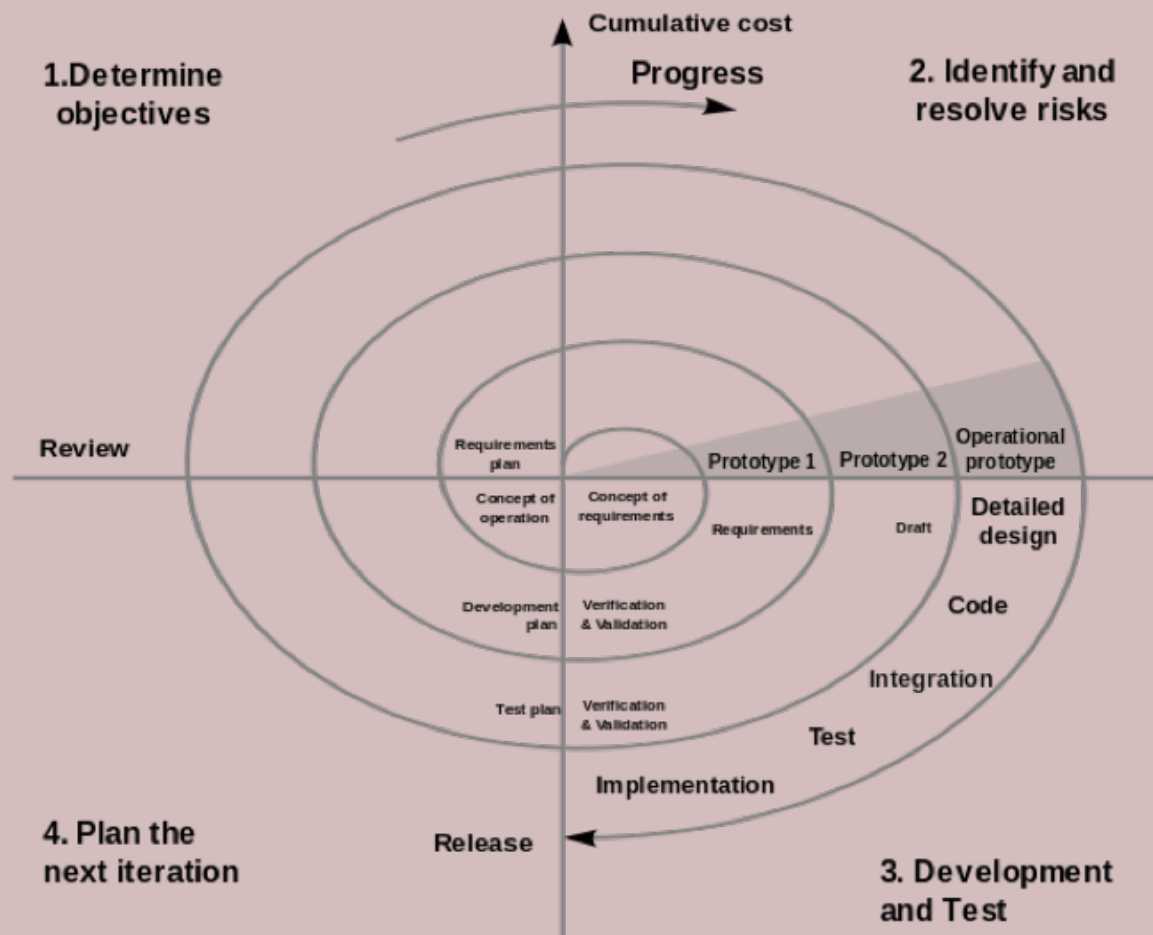 Cumulative cost
Progress
1.Determine
objectives
2. Identify and
resolve risks
Review
Requirements
plan
Prototype 1
Prototype 2
Operational
prototype
Concept of
operation
Concept of
requirements
Requirements
Draft
Detailed
design
Development
plan
Verification
& Validation
Code
Integration
Test plan
Verification
& Validation
Test
Implementation
Release
4. Plan the
next iteration
3. Development
and Test